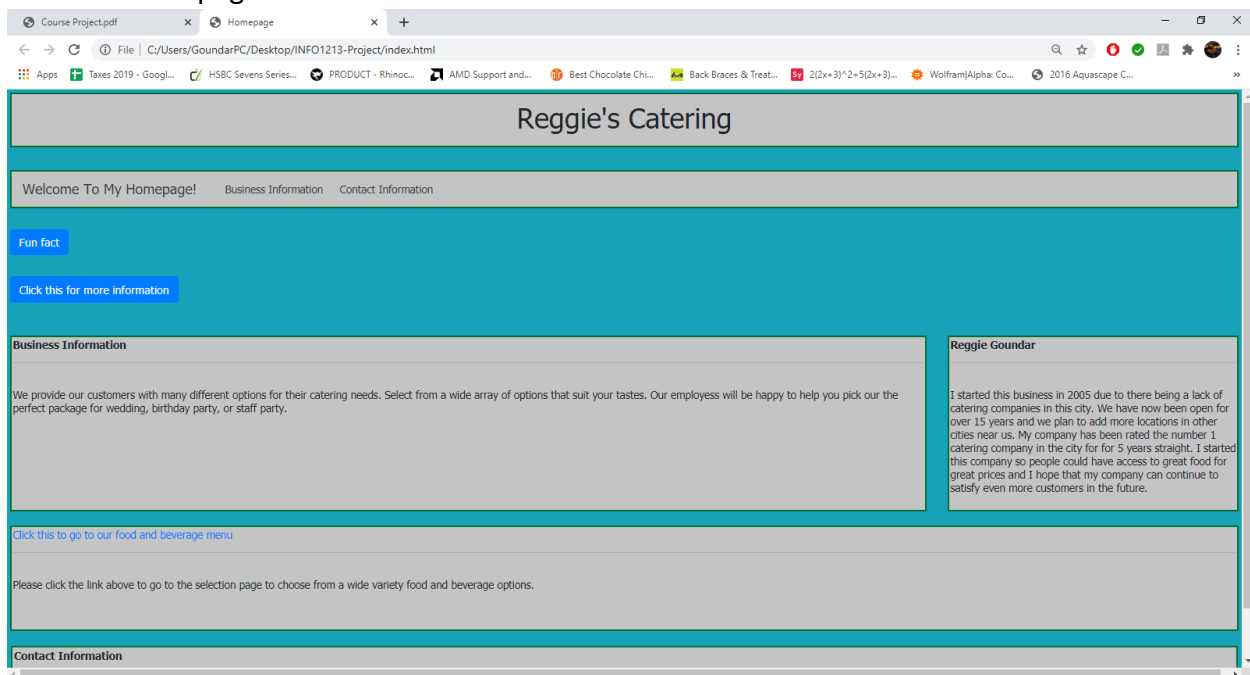 Course Project.pdf
Homepage
File | C:/Users/GoundarPC/Desktop/INFO1213-Project/index.html
Apps Taxes 2019 - Googl... HSBC Sevens Series... PRODUCT - Rhinoc... AMD Support and... Best Chocolate Chi... Back Braces & Treat... Sy 2(2x+3)^2+5(2x+3)... Wolfram|Alpha: Co... 2016 Aquascape C... »
Reggie's Catering
Welcome To My Homepage! Business Information Contact Information
Fun fact
Click this for more information
Business Information
We provide our customers with many different options for their catering needs. Select from a wide array of options that suit your tastes. Our employess will be happy to help you pick our the
perfect package for wedding, birthday party, or staff party.
Reggie Goundar
I started this business in 2005 due to there being a lack of
catering companies in this city. We have now been open for
over 15 years and we plan to add more locations in other
cities near us. My company has been rated the number 1
catering company in the city for for 5 years straight. I started
this company so people could have access to great food for
great prices and I hope that my company can continue to
satisfy even more customers in the future.
Click this to go to our food and beverage menu
Please click the link above to go to the selection page to choose from a wide variety food and beverage options.
Contact Information